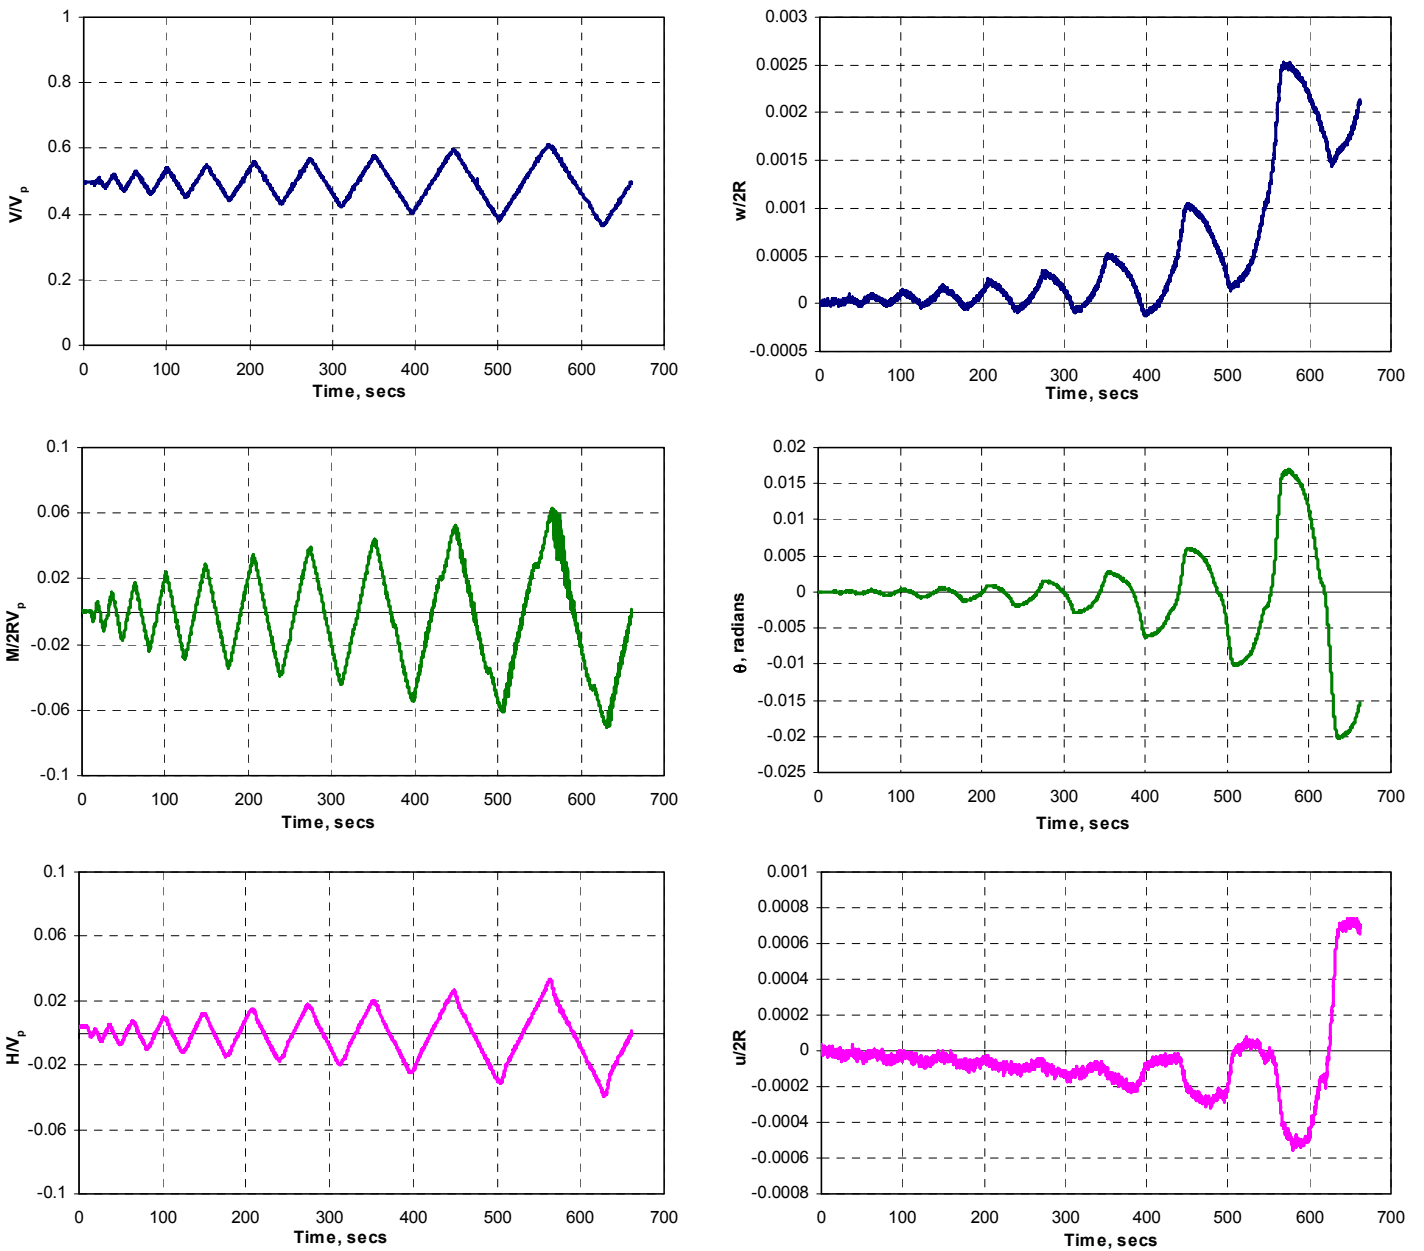 1
0.8
0.6
0.4
0.2
0
V/Vp
0 100 200 300 400 500 600 700
Time, secs
0.003
0.0025
0.002
0.0015
0.001
0.0005
0
-0.0005
w/2R
0 100 200 300 400 500 600 700
Time, secs
0.1
0.06
0.02
-0.02
-0.06
-0.1
M/2RVp
0 100 200 300 400 500 600 700
Time, secs
0.02
0.015
0.01
0.005
0
-0.005
-0.01
-0.015
-0.02
-0.025
θ, radians
0 100 200 300 400 500 600 700
Time, secs
0.1
0.06
0.02
-0.02
-0.06
-0.1
H/Vp
0 100 200 300 400 500 600 700
Time, secs
0.001
0.0008
0.0006
0.0004
0.0002
0
-0.0002
-0.0004
-0.0006
-0.0008
u/2R
0 100 200 300 400 500 600 700
Time, secs